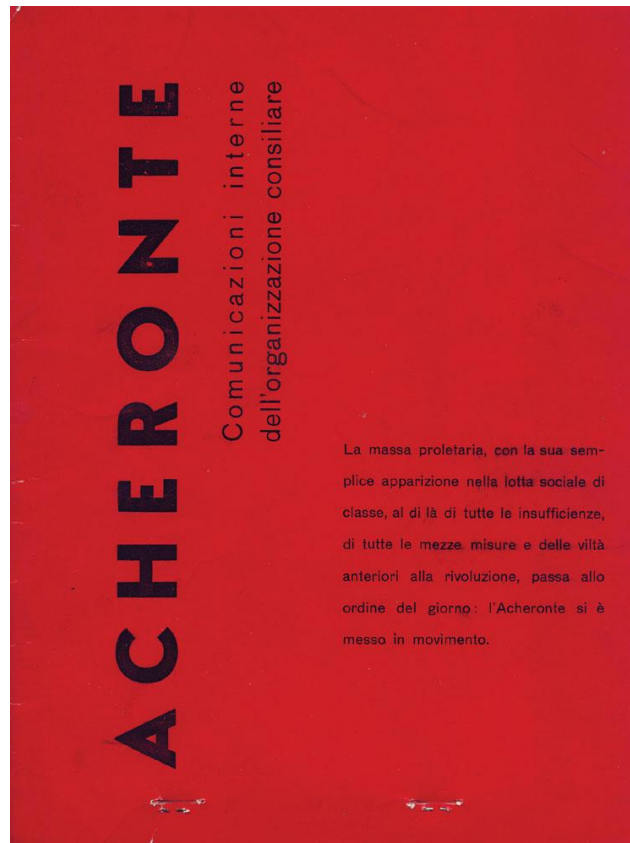 ACHERONTE
Comunicazioni interne
dell'organizzazione consiliare
La massa proletaria, con la sua sem-
plice apparizione nella lotta sociale di
classe, al di là di tutte le insufficienze,
di tutte le mezze misure e delle viltà
anteriori alla rivoluzione, passa allo
ordine del giorno: l'Acheronte si è
messo in movimento.